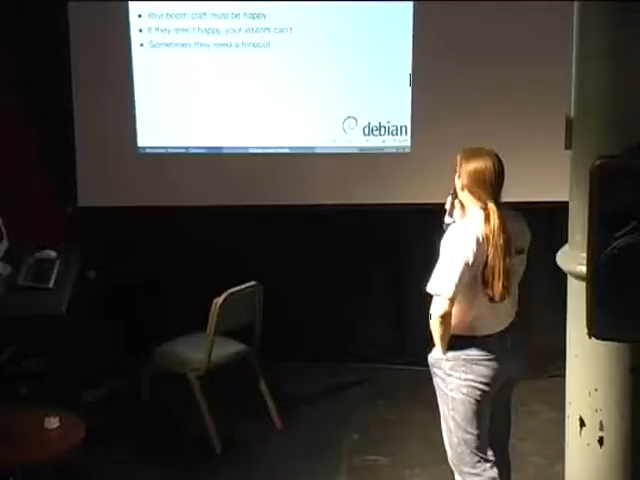 Your booth staff must be happy
If they aren't happy, your visitors can't
Sometimes they need a timeout
debian